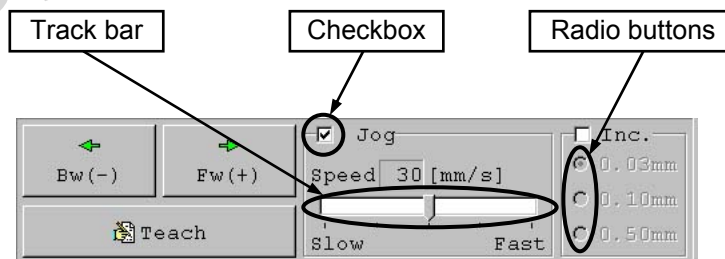 Track bar
Checkbox
Radio buttons
Bw(-)
Fw(+)
Teach
Jog
Speed 30 [mm/s]
Slow Fast
Inc.
0.03mm
0.10mm
0.50mm